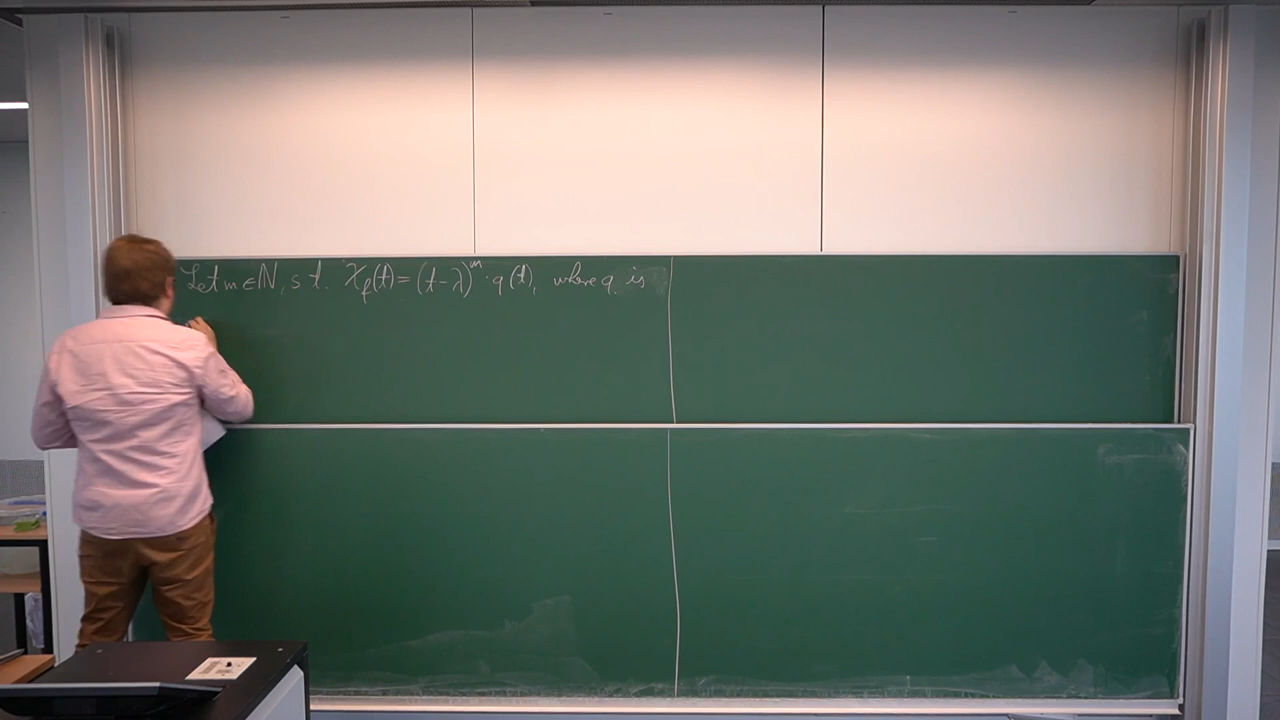 Let m ∈ ℕ, s.t. χ_f(t) = (t-λ)^m · q(t), where q is